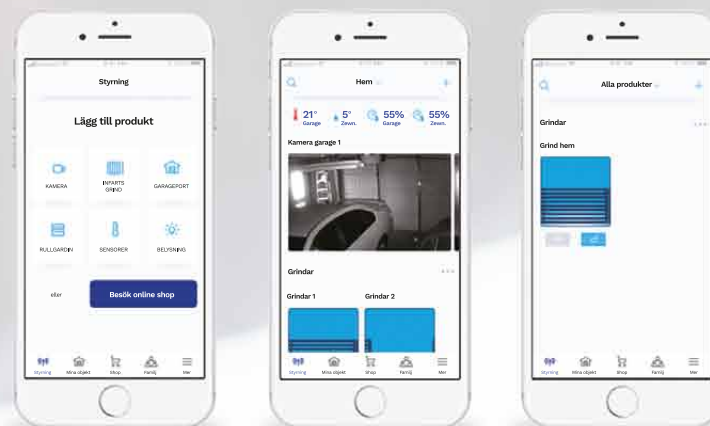 Styrning
Lägg till produkt
KAMERA
INFARTS
GRIND
GARAGEPORT
RULLGARDIN
SENSORER
BELYSNING
eller
Besök online shop
Styrning
Mina objekt
Shop
Familj
Mer
Hem
21°
Garage
5°
Zewn.
55%
Garage
55%
Zewn.
Kamera garage 1
Grindar
Grindar 1
Grindar 2
Styrning
Mina objekt
Shop
Familj
Mer
Alla produkter
Grindar
Grind hem
Styrning
Mina objekt
Shop
Familj
Mer